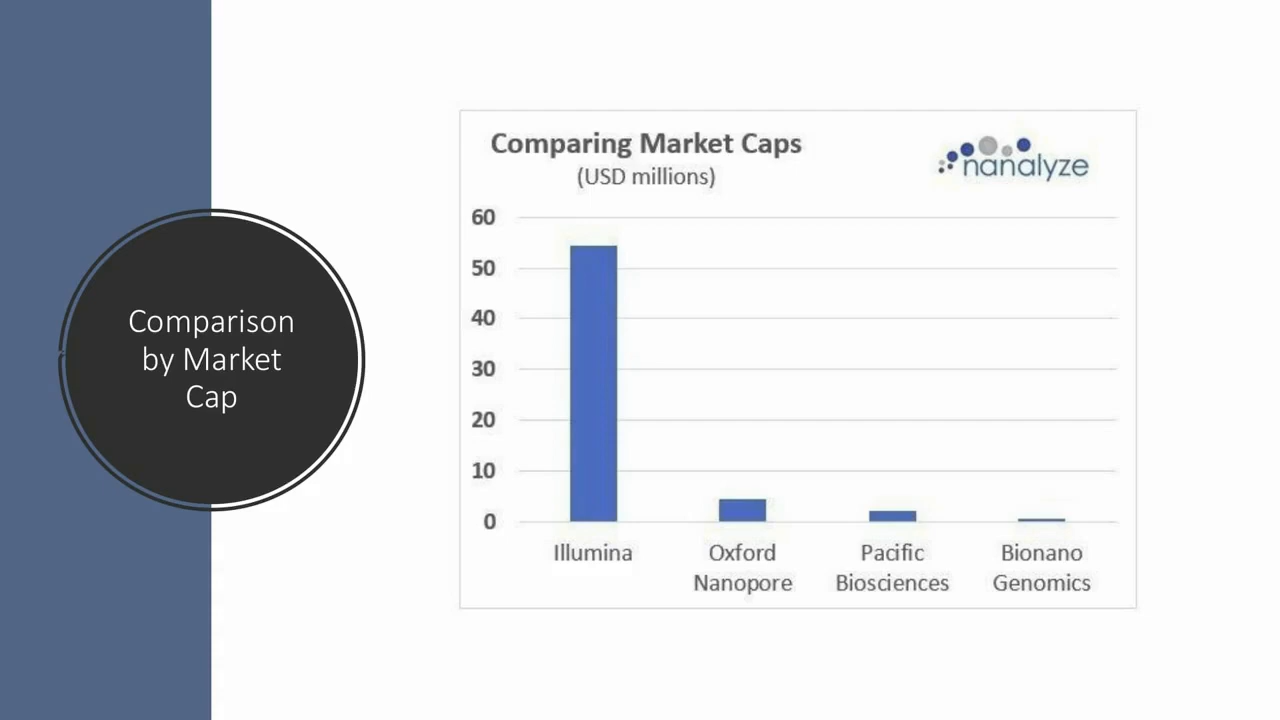 Comparison
by Market
Cap
Comparing Market Caps
(USD millions)
nanalyze
60
50
40
30
20
10
0
Illumina
Oxford
Nanopore
Pacific
Biosciences
Bionano
Genomics